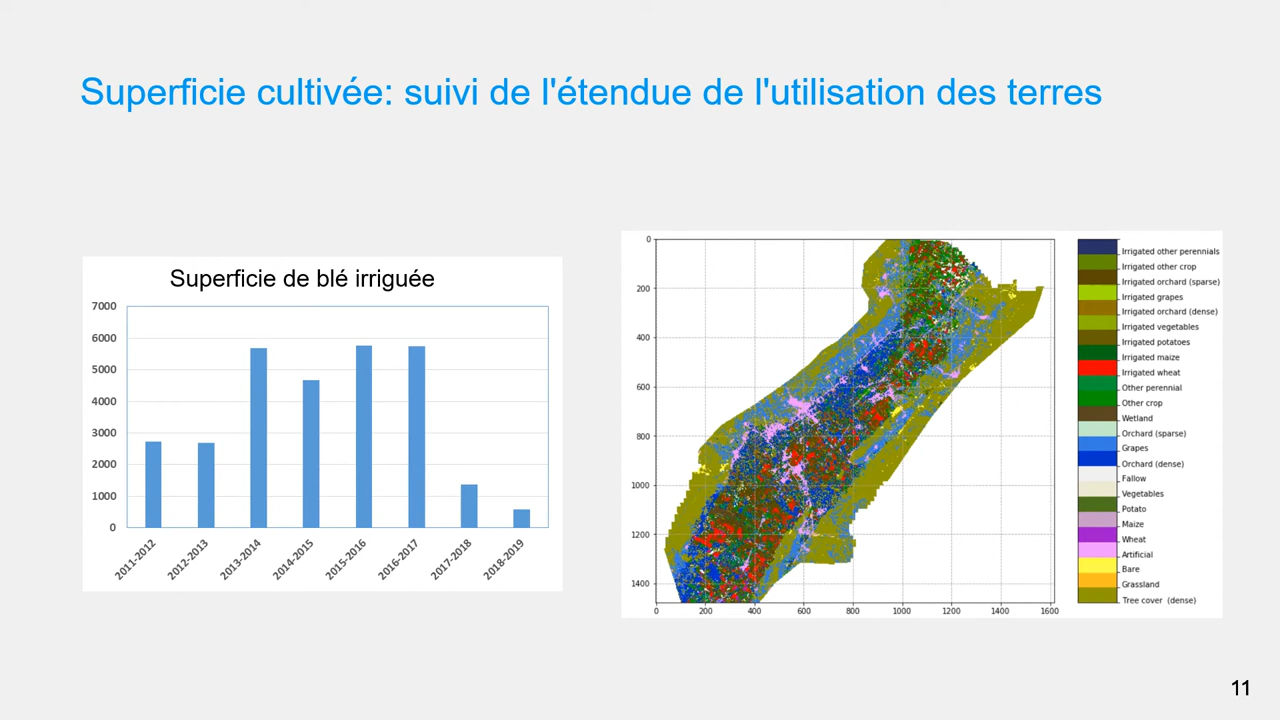 Superficie cultivée: suivi de l'étendue de l'utilisation des terres
Superficie de blé irriguée
7000
6000
5000
4000
3000
2000
1000
0
2011-2012
2012-2013
2013-2014
2014-2015
2015-2016
2016-2017
2017-2018
2018-2019
0
200
400
600
800
1000
1200
1400
0
200
400
600
800
1000
1200
1400
1600
Irrigated other perennials
Irrigated other crop
Irrigated orchard (sparse)
Irrigated grapes
Irrigated orchard (dense)
Irrigated vegetables
Irrigated potatoes
Irrigated maize
Irrigated wheat
Other perennial
Other crop
Wetland
Orchard (sparse)
Grapes
Orchard (dense)
Fallow
Vegetables
Potato
Maize
Wheat
Artificial
Bare
Grassland
Tree cover (dense)
11